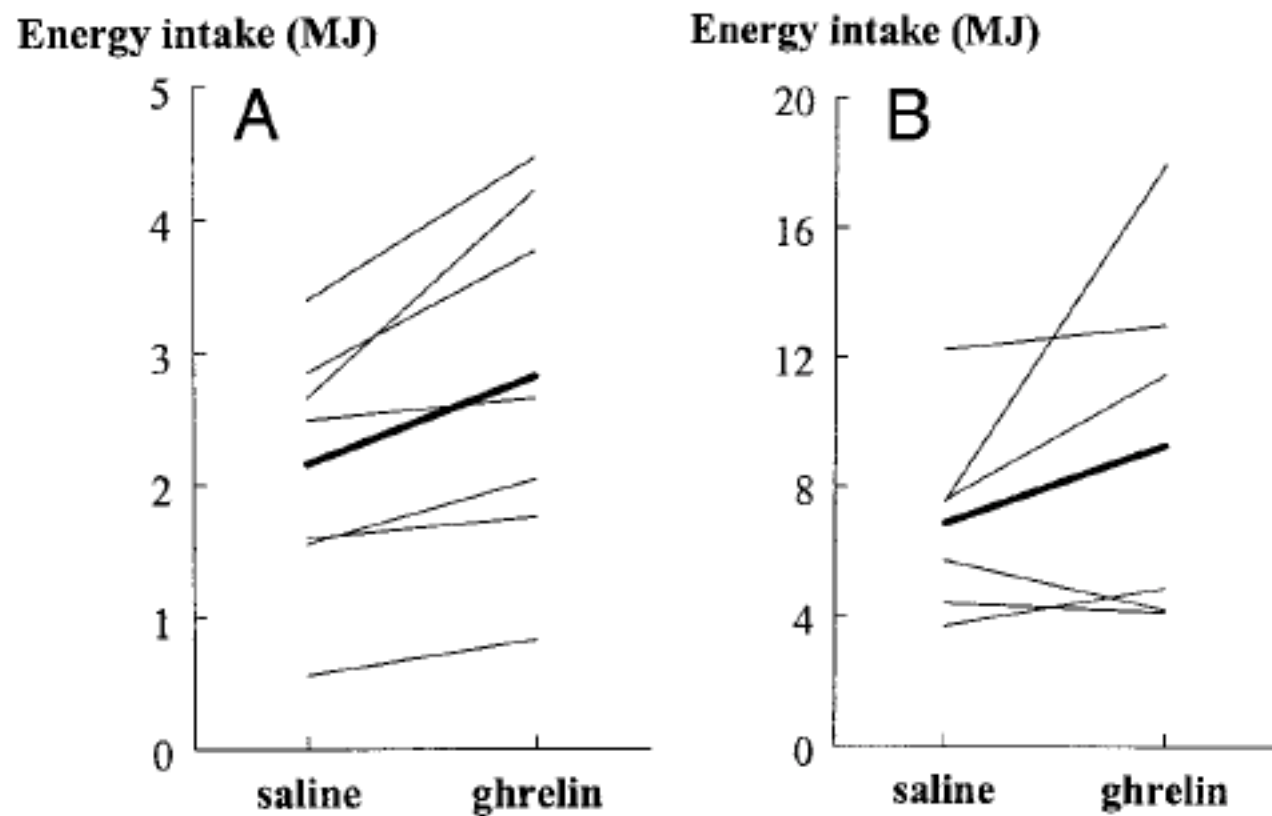 Energy intake (MJ)
A
5
4
3
2
1
0
saline ghrelin
Energy intake (MJ)
B
20
16
12
8
4
0
saline ghrelin